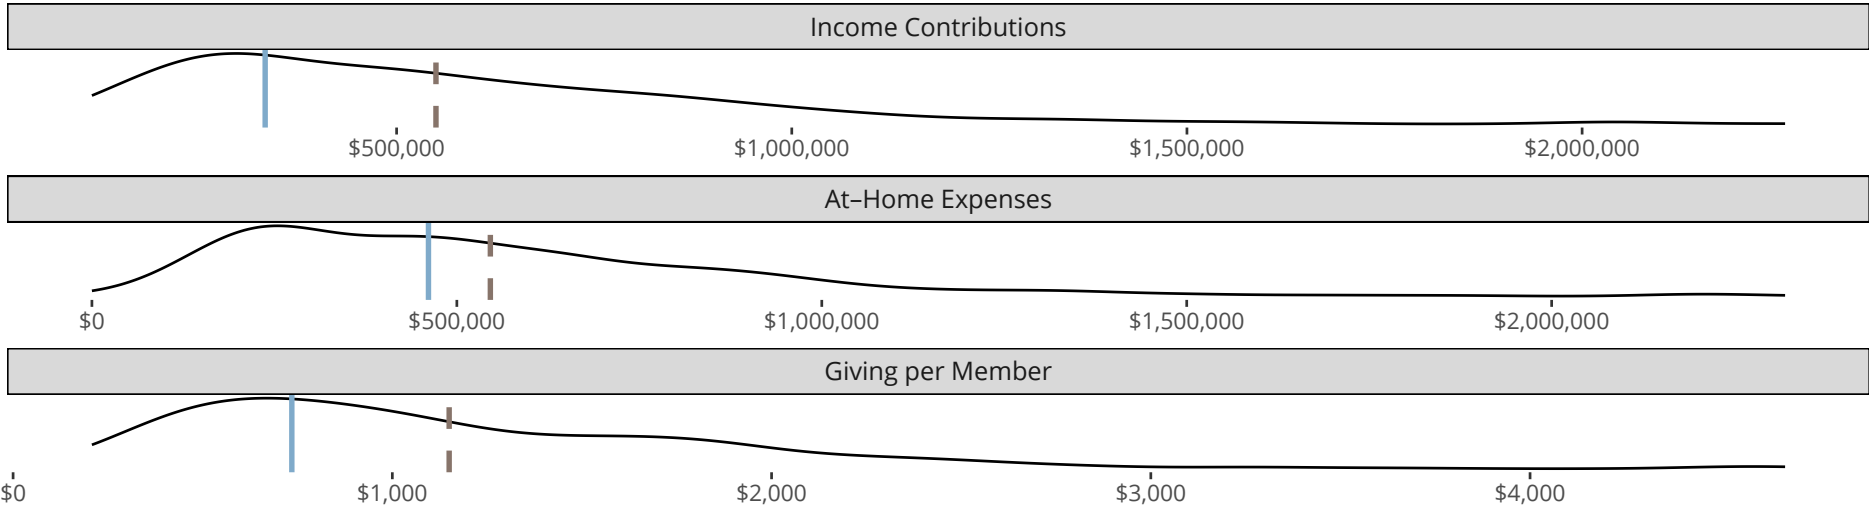 Income Contributions
$500,000 $1,000,000 $1,500,000 $2,000,000
At–Home Expenses
$0 $500,000 $1,000,000 $1,500,000 $2,000,000
Giving per Member
$0 $1,000 $2,000 $3,000 $4,000